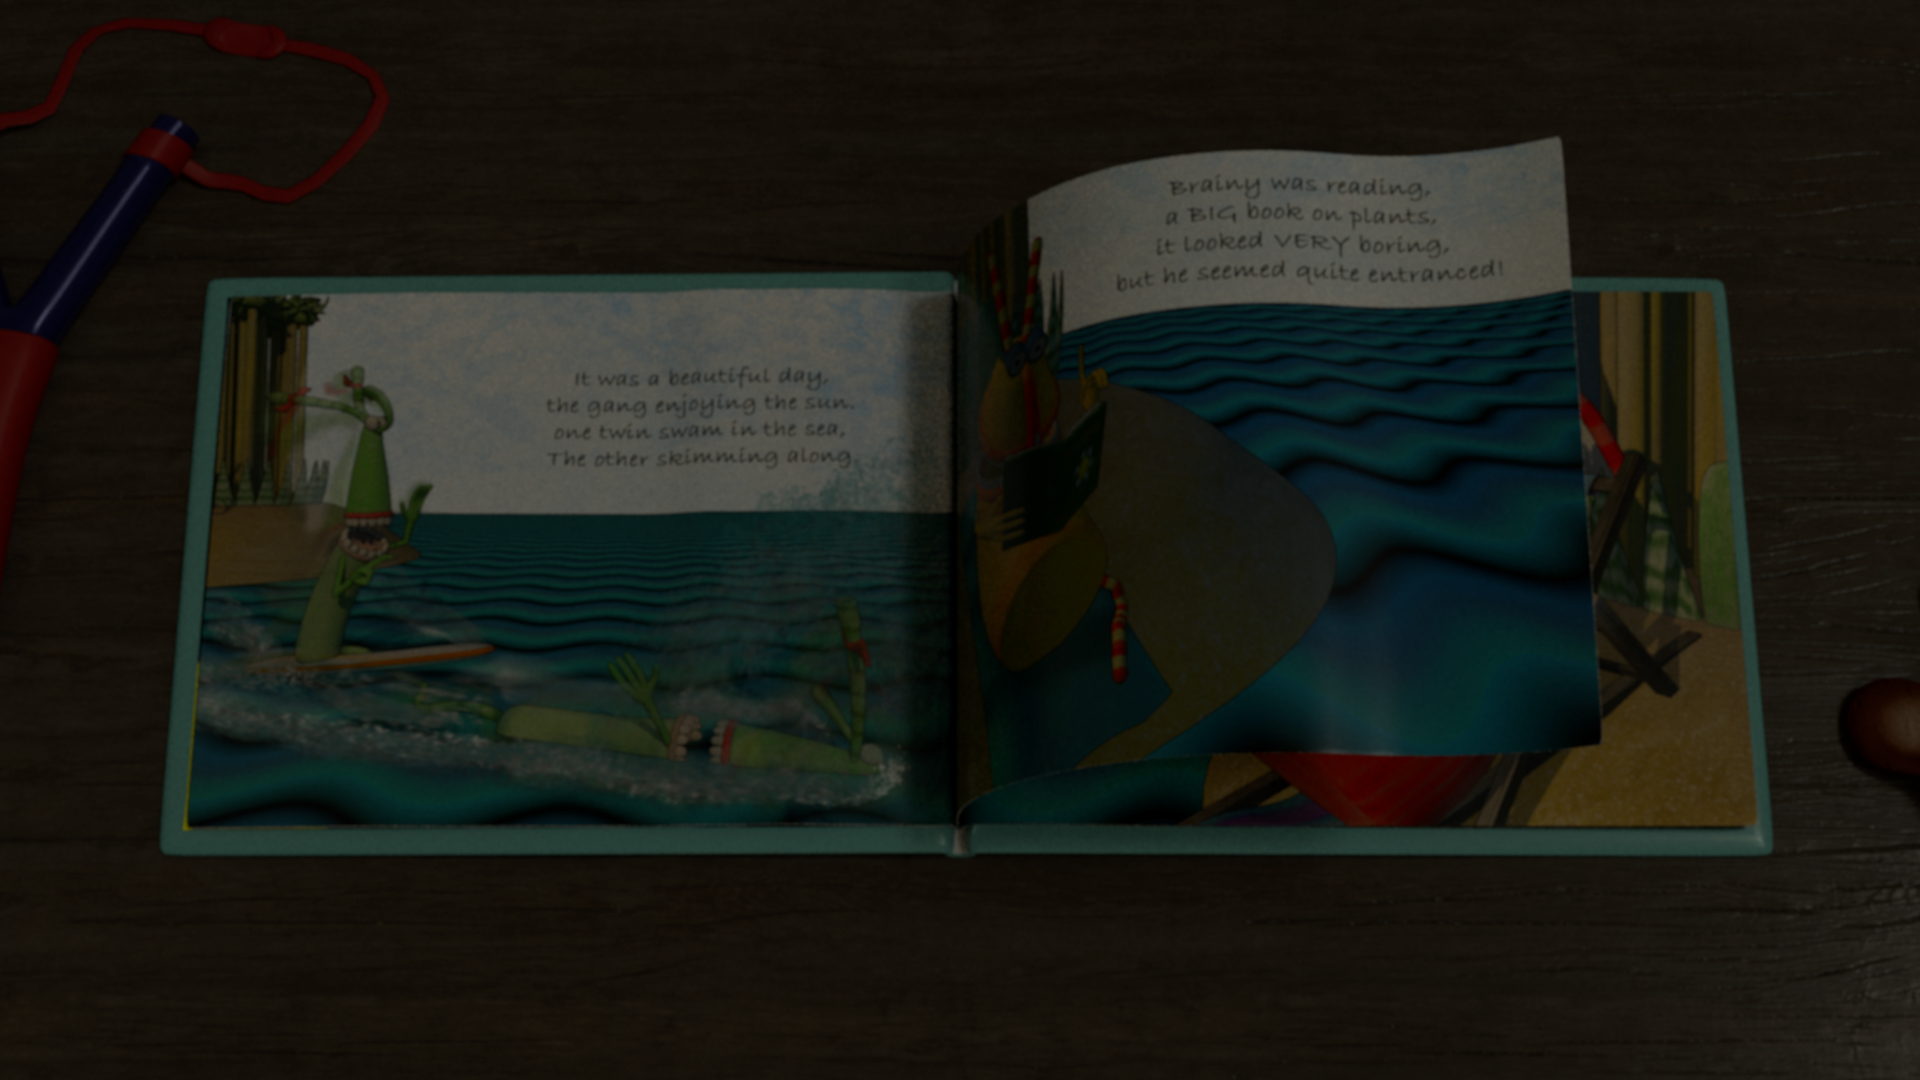 It was a beautiful day,
the gang enjoying the sun.
one twin swam in the sea,
The other skimming along
Brainy was reading,
a BIG book on plants,
it looked VERY boring,
but he seemed quite entranced!